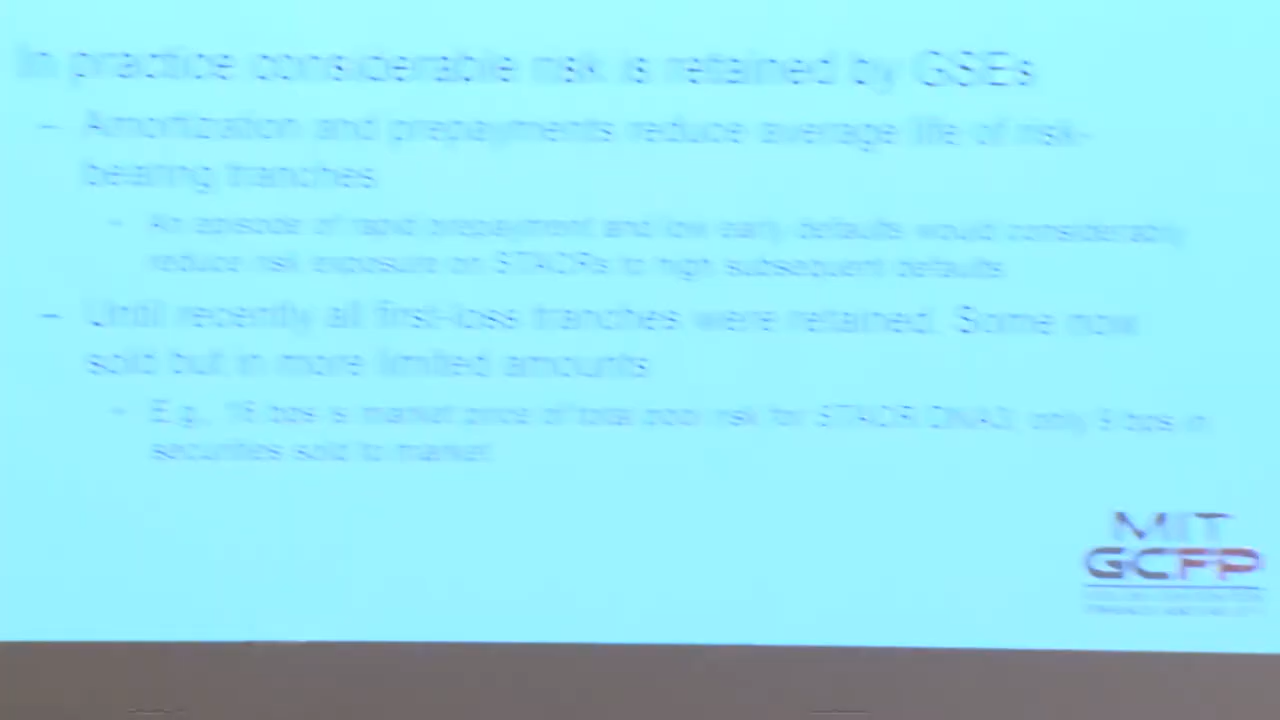 In practice considerable risk is retained by GSEs
– Amortization and prepayments reduce average life of risk-
bearing tranches
- An episode of rapid prepayment and low early defaults would considerably
reduce risk exposure on STACRs to high subsequent defaults
– Until recently all first-loss tranches were retained. Some now
sold but in more limited amounts
- E.g., 16 bps is market price of total pool risk for STACR only 9 bps in
securities sold to market
MIT
GCFP